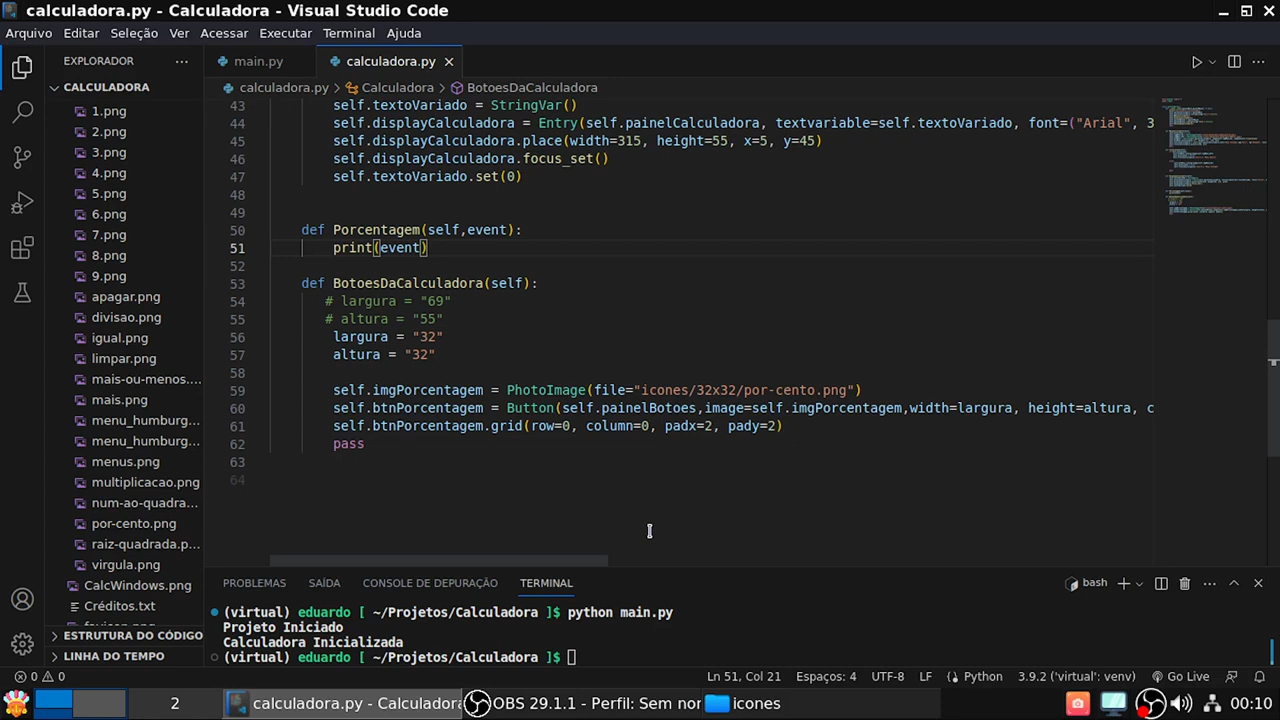 calculadora.py - Calculadora - Visual Studio Code
Arquivo Editar Seleção Ver Acessar Executar Terminal Ajuda
EXPLORADOR
main.py
calculadora.py
CALCULADORA
calculadora.py > Calculadora > BotoesDaCalculadora
1.png
2.png
3.png
4.png
5.png
6.png
7.png
8.png
9.png
apagar.png
divisao.png
igual.png
limpar.png
mais-ou-menos....
mais.png
menu_humburg...
menu_humburg...
menus.png
multiplicacao.png
num-ao-quadra...
por-cento.png
raiz-quadrada.p...
virgula.png
CalcWindows.png
Créditos.txt
ESTRUTURA DO CÓDIGO
LINHA DO TEMPO
43 self.textoVariado = StringVar()
44 self.displayCalculadora = Entry(self.painelCalculadora, textvariable=self.textoVariado, font=("Arial", 3
45 self.displayCalculadora.place(width=315, height=55, x=5, y=45)
46 self.displayCalculadora.focus_set()
47 self.textoVariado.set(0)
48
49
50 def Porcentagem(self,event):
51 print(event)
52
53 def BotoesDaCalculadora(self):
54 # largura = "69"
55 # altura = "55"
56 largura = "32"
57 altura = "32"
58
59 self.imgPorcentagem = PhotoImage(file="icones/32x32/por-cento.png")
60 self.btnPorcentagem = Button(self.painelBotoes,image=self.imgPorcentagem,width=largura, height=altura, c
61 self.btnPorcentagem.grid(row=0, column=0, padx=2, pady=2)
62 pass
63
64
PROBLEMAS SAÍDA CONSOLE DE DEPURAÇÃO TERMINAL
bash
(virtual) eduardo [ ~/Projetos/Calculadora ]$ python main.py
Projeto Iniciado
Calculadora Inicializada
(virtual) eduardo [ ~/Projetos/Calculadora ]$
0 0
Ln 51, Col 21 Espaços: 4 UTF-8 LF Python 3.9.2 ('virtual': venv) Go Live
2
calculadora.py - Calculadora
OBS 29.1.1 - Perfil: Sem nor
icones
00:10